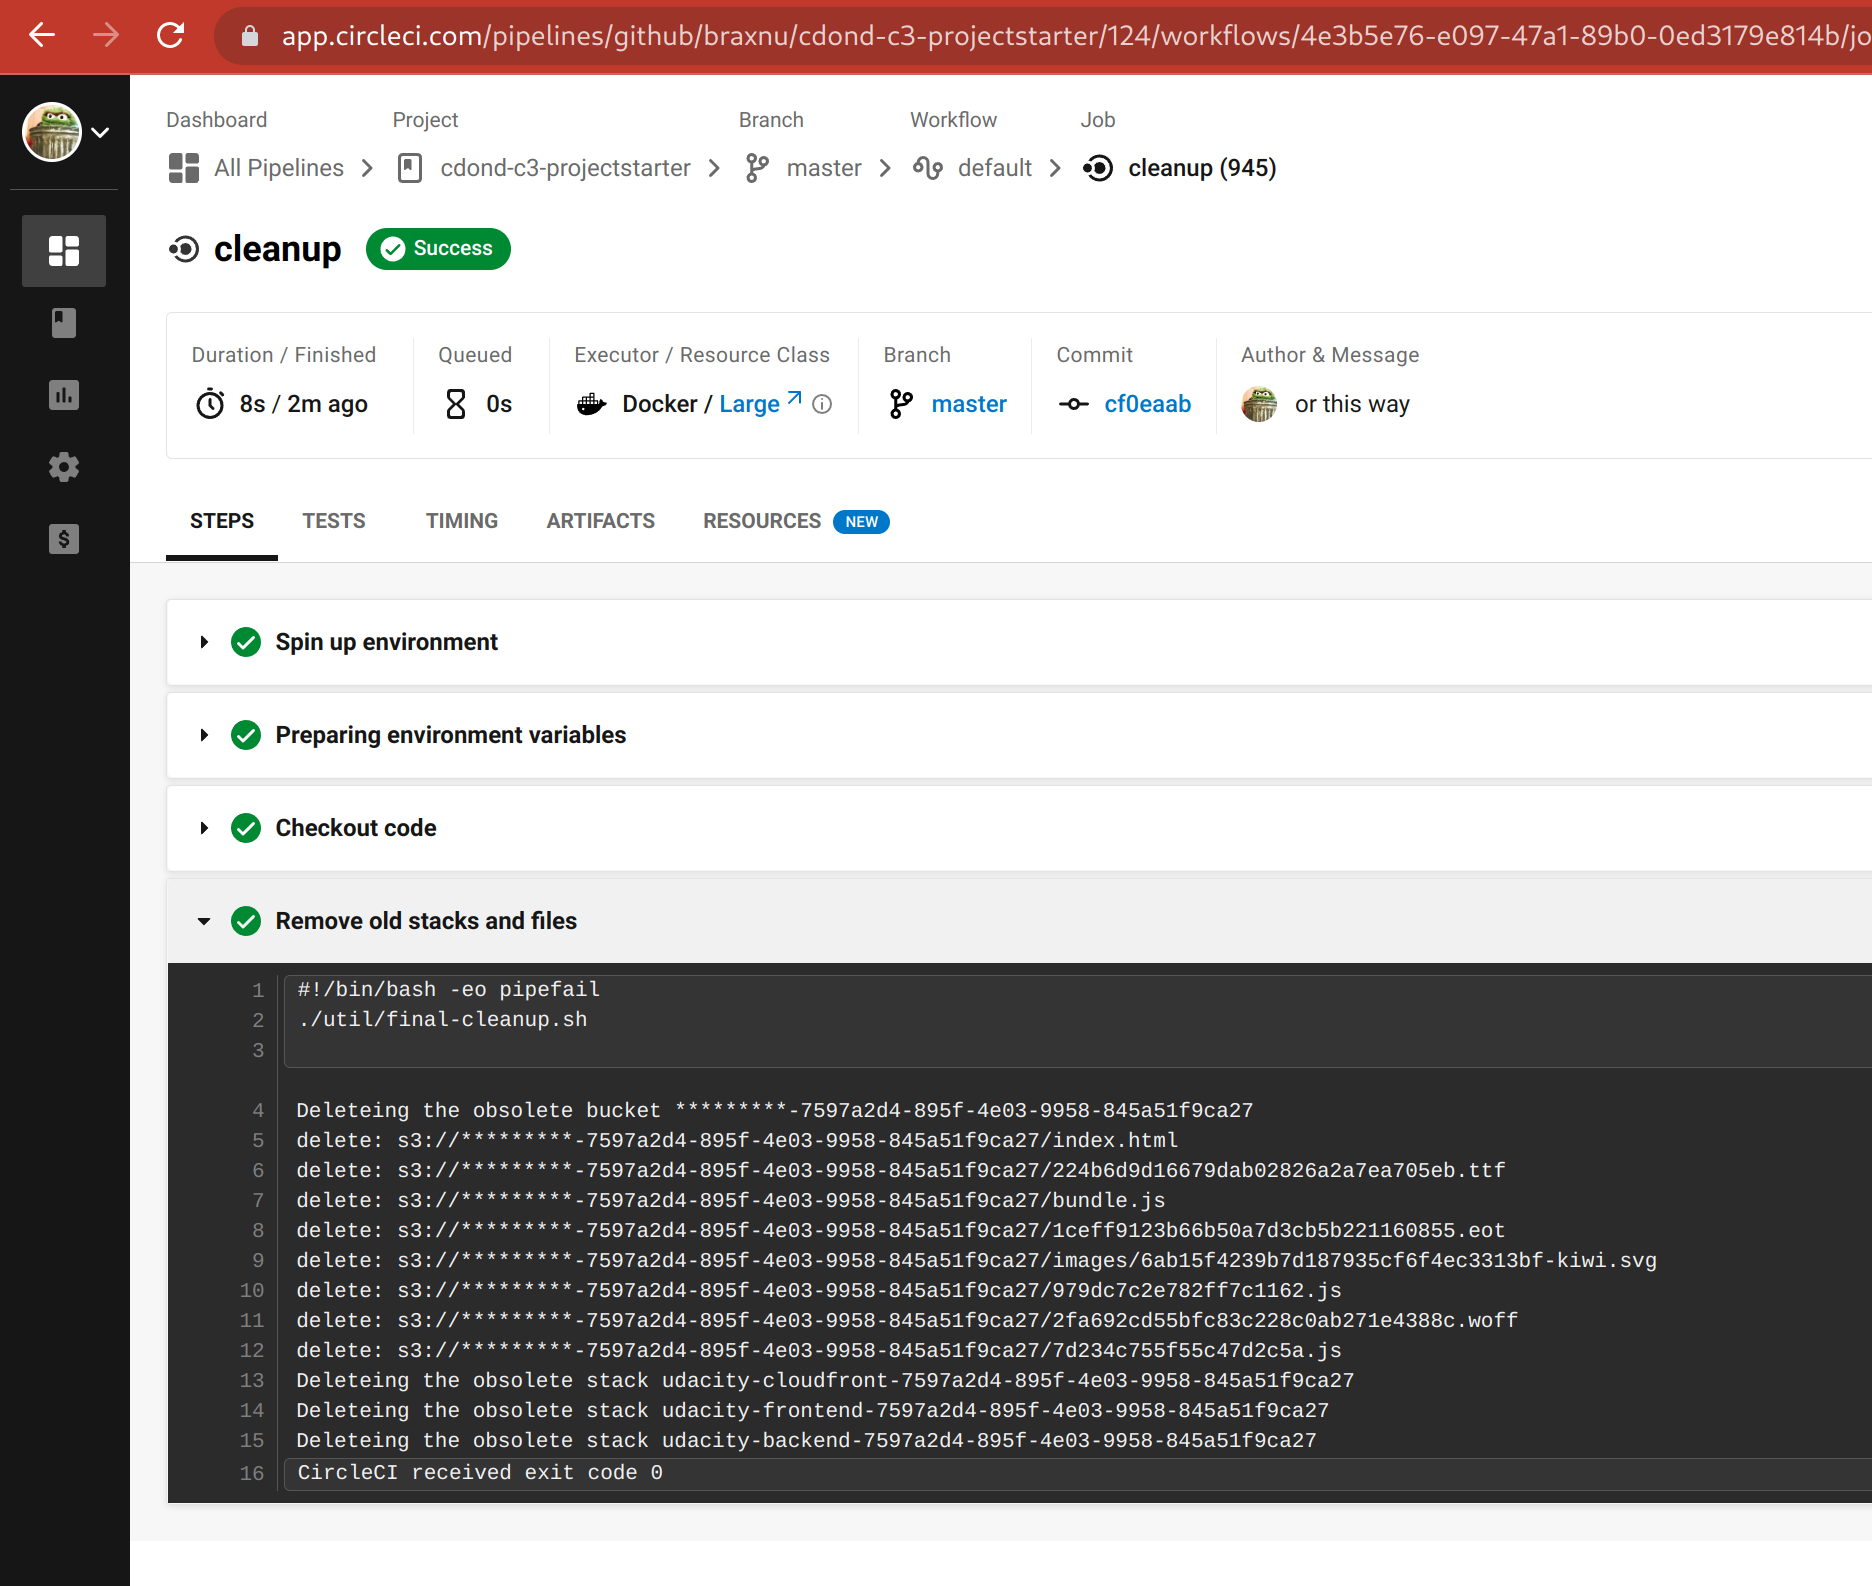 app.circleci.com/pipelines/github/braxnu/cdond-c3-projectstarter/124/workflows/4e3b5e76-e097-47a1-89b0-0ed3179e814b/jo
Dashboard Project Branch Workflow Job
All Pipelines cdond-c3-projectstarter master default cleanup (945)
cleanup Success
Duration / Finished Queued Executor / Resource Class Branch Commit Author & Message
8s / 2m ago 0s Docker / Large master cf0eaab or this way
STEPS TESTS TIMING ARTIFACTS RESOURCES NEW
Spin up environment
Preparing environment variables
Checkout code
Remove old stacks and files
1 #!/bin/bash -eo pipefail
2 ./util/final-cleanup.sh
3
4 Deleteing the obsolete bucket *********-7597a2d4-895f-4e03-9958-845a51f9ca27
5 delete: s3://*********-7597a2d4-895f-4e03-9958-845a51f9ca27/index.html
6 delete: s3://*********-7597a2d4-895f-4e03-9958-845a51f9ca27/224b6d9d16679dab02826a2a7ea705eb.ttf
7 delete: s3://*********-7597a2d4-895f-4e03-9958-845a51f9ca27/bundle.js
8 delete: s3://*********-7597a2d4-895f-4e03-9958-845a51f9ca27/1ceff9123b66b50a7d3cb5b221160855.eot
9 delete: s3://*********-7597a2d4-895f-4e03-9958-845a51f9ca27/images/6ab15f4239b7d187935cf6f4ec3313bf-kiwi.svg
10 delete: s3://*********-7597a2d4-895f-4e03-9958-845a51f9ca27/979dc7c2e782ff7c1162.js
11 delete: s3://*********-7597a2d4-895f-4e03-9958-845a51f9ca27/2fa692cd55bfc83c228c0ab271e4388c.woff
12 delete: s3://*********-7597a2d4-895f-4e03-9958-845a51f9ca27/7d234c755f55c47d2c5a.js
13 Deleteing the obsolete stack udacity-cloudfront-7597a2d4-895f-4e03-9958-845a51f9ca27
14 Deleteing the obsolete stack udacity-frontend-7597a2d4-895f-4e03-9958-845a51f9ca27
15 Deleteing the obsolete stack udacity-backend-7597a2d4-895f-4e03-9958-845a51f9ca27
16 CircleCI received exit code 0